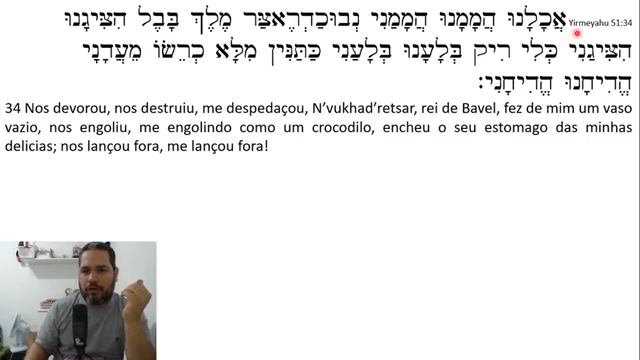 אֲכָלָנוּ הֲמָמָנוּ הֲמָמַנִי נְבוּכַדְרֶאצַּר מֶלֶךְ בָּבֶל הִצִּיגָנוּ Yirmeyahu 51:34
הִצִּיגַנִי כְּלִי רִיק בְּלָעָנוּ בְּלָעַנִי כַּתַּנִּין מִלָּא כְרֵשׂוֹ מֵעֲדָנָי
הֱדִיחָנוּ הֱדִיחָנִי׃
34 Nos devorou, nos destruiu, me despedaçou, N’vukhad’retsar, rei de Bavel, fez de mim um vaso
vazio, nos engoliu, me engolindo como um crocodilo, encheu o seu estomago das minhas
delicias; nos lançou fora, me lançou fora!